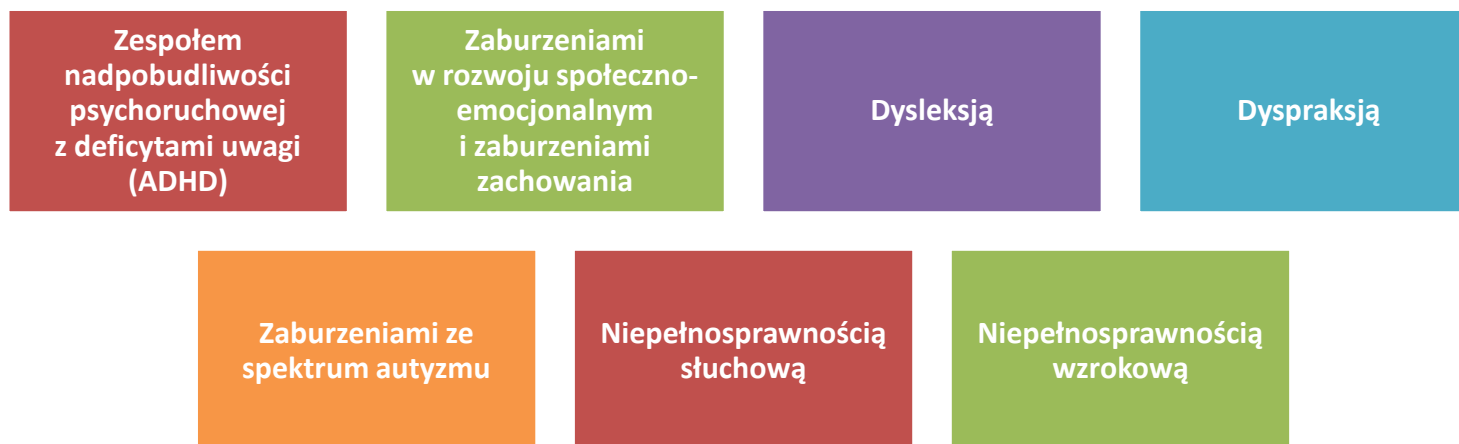 Zespołem
nadpobudliwości
psychoruchowej
z deficytami uwagi
(ADHD)
Zaburzeniami
w rozwoju społeczno-
emocjonalnym
i zaburzeniami
zachowania
Dysleksją
Dyspraksją
Zaburzeniami ze
spektrum autyzmu
Niepełnosprawnością
słuchową
Niepełnosprawnością
wzrokową